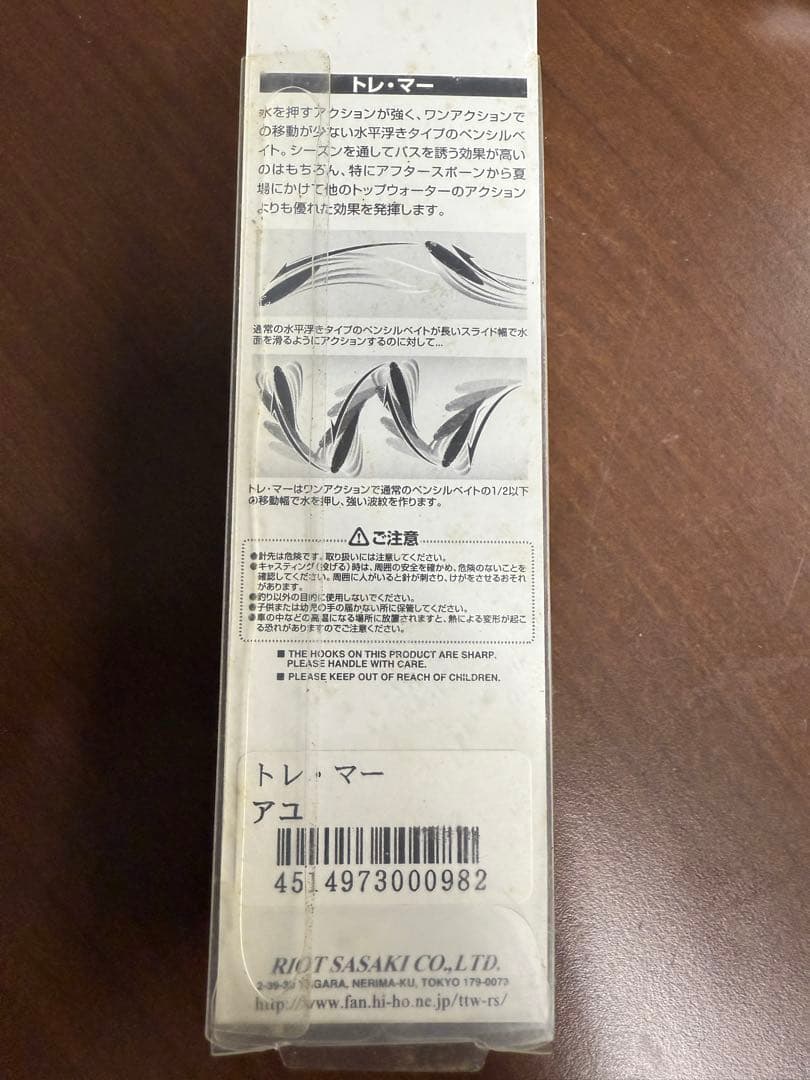 トレ・マー
水を押すアクションが強く、ワンアクションで
の移動が少ない水平浮きタイプのペンシルベ
イト。シーズンを通してバスを誘う効果が高い
のはもちろん、特にアフタースポーンから夏
場にかけて他のトップウォーターのアクション
よりも優れた効果を発揮します。
通常の水平浮きタイプのペンシルベイトが長いスライド幅で水
面を滑るようにアクションするのに対して...
トレ・マーはワンアクションで通常のペンシルベイトの1/2以下
の移動幅で水を押し、強い波紋を作ります。
⚠ご注意
●針先は危険です。取り扱いには注意してください。
●キャスティング(投げる)時は、周囲の安全を確かめ、危険のないことを
確認してください。周囲に人がいると針が刺さり、けがをさせるおそれ
があります。
●釣り以外の目的に使用しないでください。
●子供または幼児の手の届かない所に保管してください。
●車の中などの高温になる場所に放置されますと、熱による変形が起こ
る恐れがありますのでご注意ください。
■ THE HOOKS ON THIS PRODUCT ARE SHARP.
PLEASE HANDLE WITH CARE.
■ PLEASE KEEP OUT OF REACH OF CHILDREN.
トレ・マー
アユ
4514973000982
RIOT SASAKI CO.,LTD.
NERIMA-KU, TOKYO 179-0073
http://www.fan.hi-ho.ne.jp/ttw-rs/